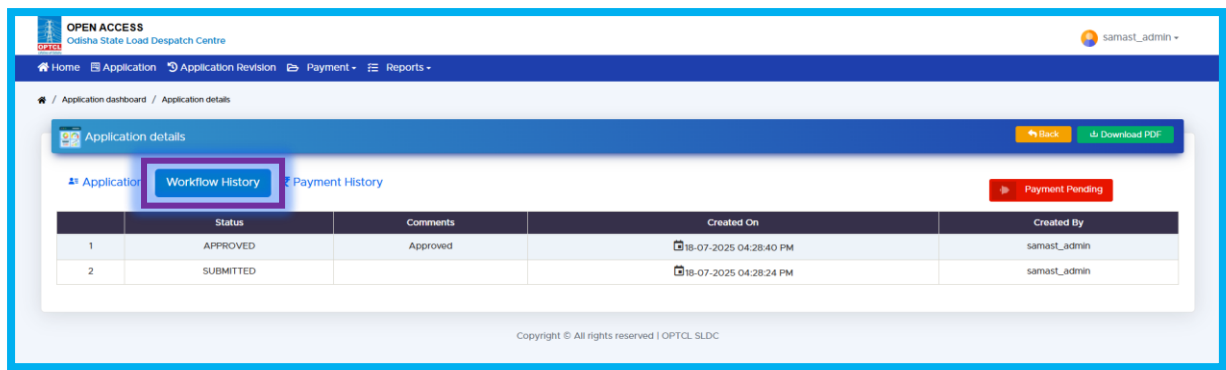 OPEN ACCESS
Odisha State Load Despatch Centre
OPTCL
samast_admin
Home Application Application Revision Payment Reports
/ Application dashboard / Application details
Application details
Back Download PDF
Application Workflow History Payment History
Payment Pending
Status Comments Created On Created By
1 APPROVED Approved 18-07-2025 04:28:40 PM samast_admin
2 SUBMITTED 18-07-2025 04:28:24 PM samast_admin
Copyright © All rights reserved | OPTCL SLDC